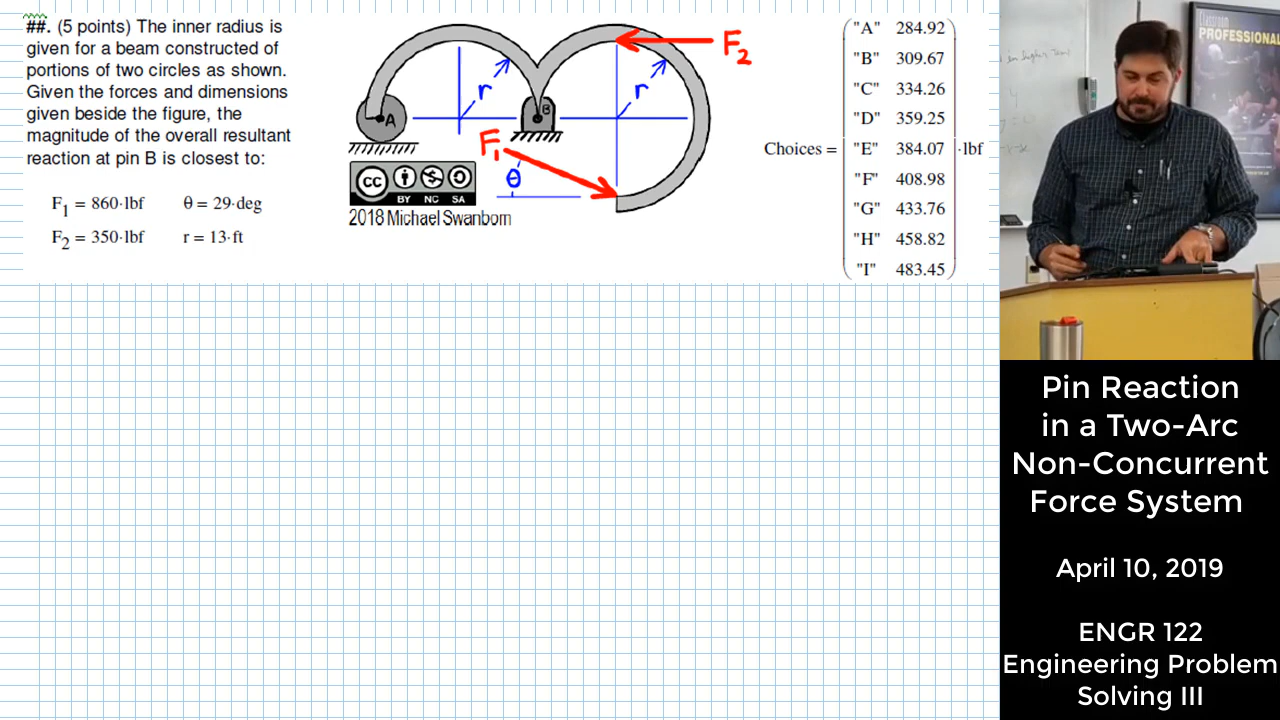 ##. (5 points) The inner radius is
given for a beam constructed of
portions of two circles as shown.
Given the forces and dimensions
given beside the figure, the
magnitude of the overall resultant
reaction at pin B is closest to:
F1 = 860·lbf θ = 29·deg
F2 = 350·lbf r = 13·ft
F2
r
r
A
B
F1
θ
cc
BY NC SA
2018 Michael Swanbom
Choices =
"A" 284.92
"B" 309.67
"C" 334.26
"D" 359.25
"E" 384.07
"F" 408.98
"G" 433.76
"H" 458.82
"I" 483.45
·lbf
Classroom
PROFESSIONAL
Pin Reaction
in a Two-Arc
Non-Concurrent
Force System
April 10, 2019
ENGR 122
Engineering Problem
Solving III